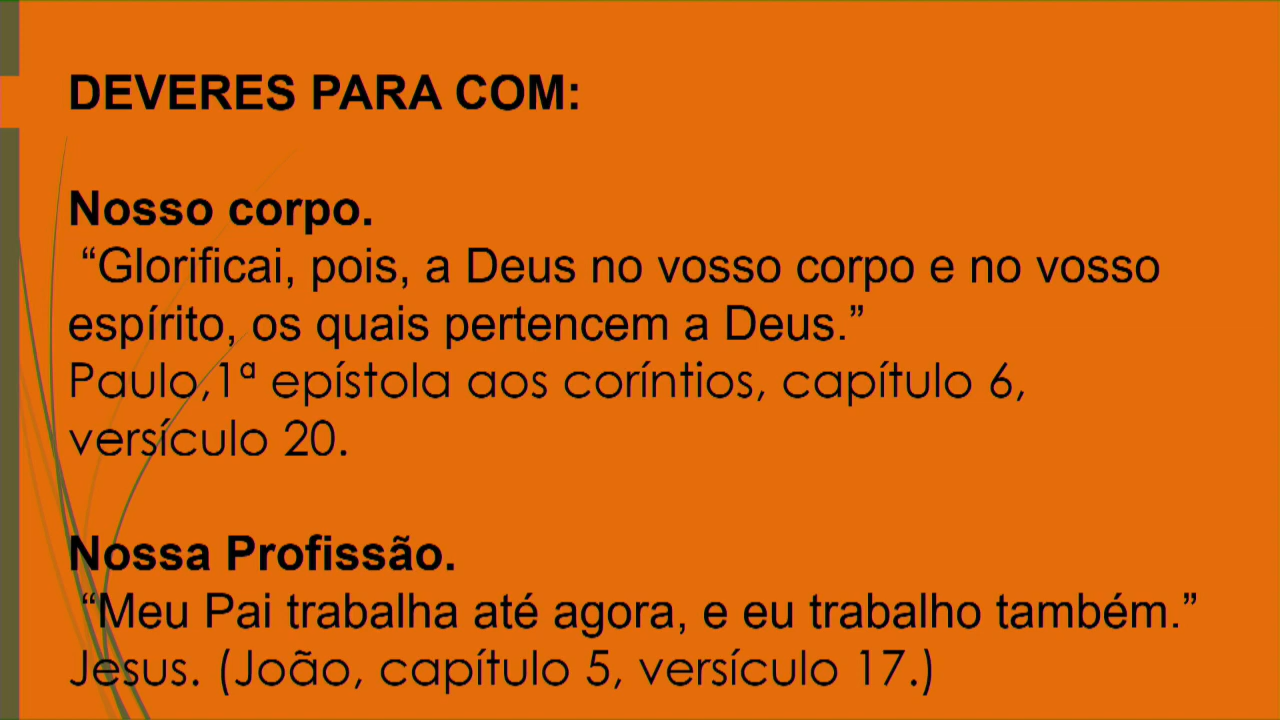 DEVERES PARA COM:
Nosso corpo.
“Glorificai, pois, a Deus no vosso corpo e no vosso
espírito, os quais pertencem a Deus.”
Paulo,1ª epístola aos coríntios, capítulo 6,
versículo 20.
Nossa Profissão.
“Meu Pai trabalha até agora, e eu trabalho também.”
Jesus. (João, capítulo 5, versículo 17.)